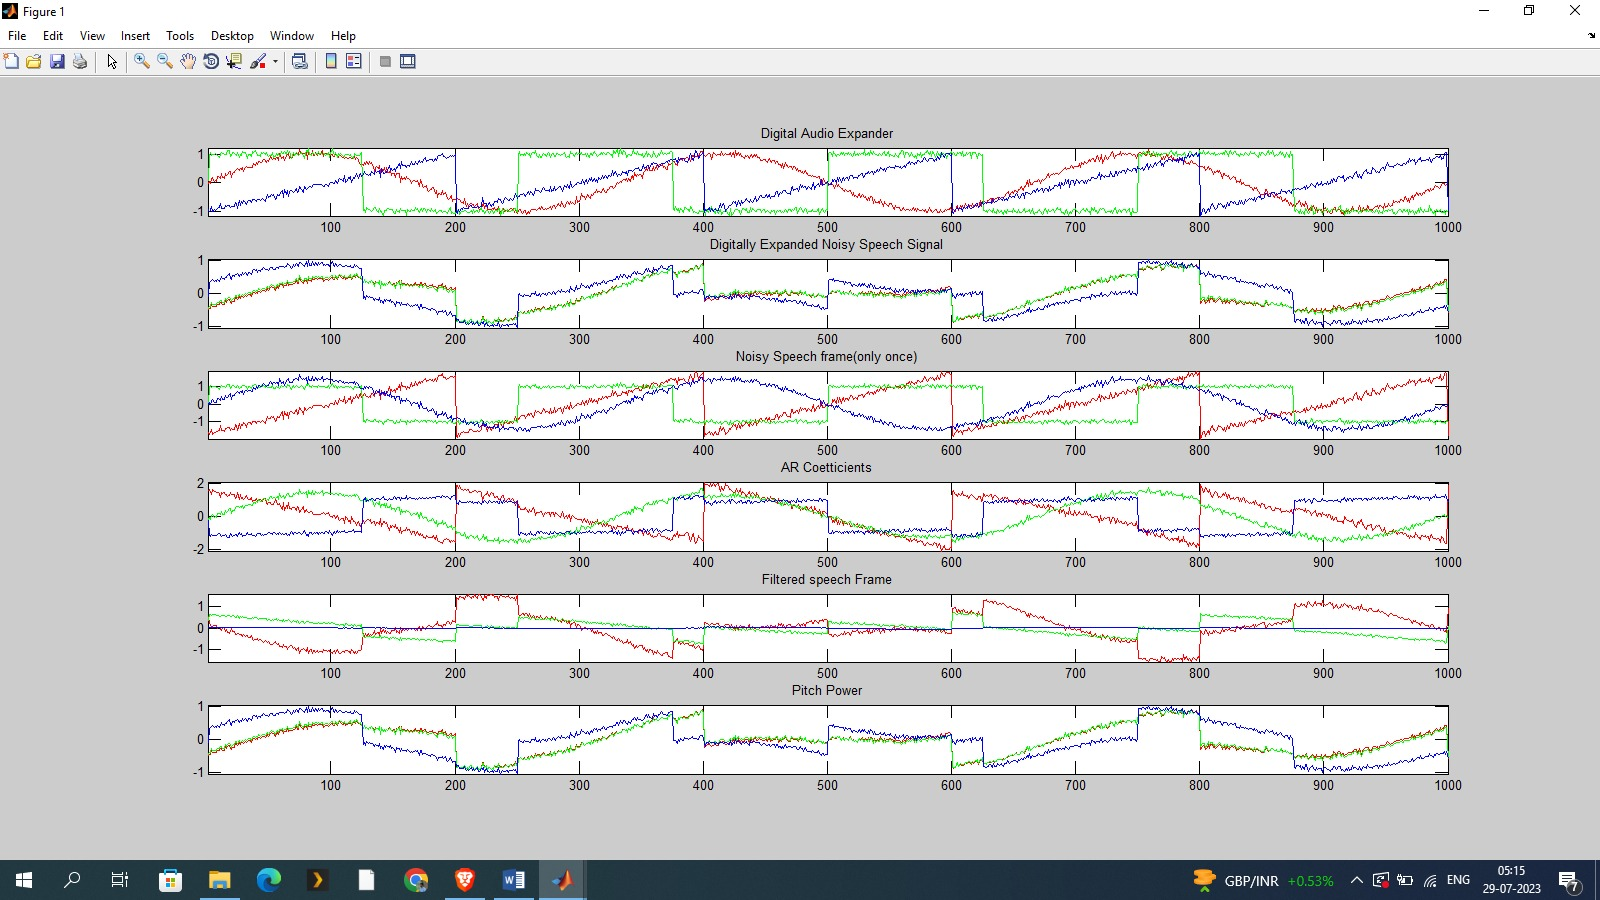 Figure 1
File Edit View Insert Tools Desktop Window Help
Digital Audio Expander
1
0
-1
100 200 300 400 500 600 700 800 900 1000
Digitally Expanded Noisy Speech Signal
1
0
-1
100 200 300 400 500 600 700 800 900 1000
Noisy Speech frame(only once)
1
0
-1
100 200 300 400 500 600 700 800 900 1000
AR Coetticients
2
0
-2
100 200 300 400 500 600 700 800 900 1000
Filtered speech Frame
1
0
-1
100 200 300 400 500 600 700 800 900 1000
Pitch Power
1
0
-1
100 200 300 400 500 600 700 800 900 1000
GBP/INR +0.53% ENG 05:15
29-07-2023 7